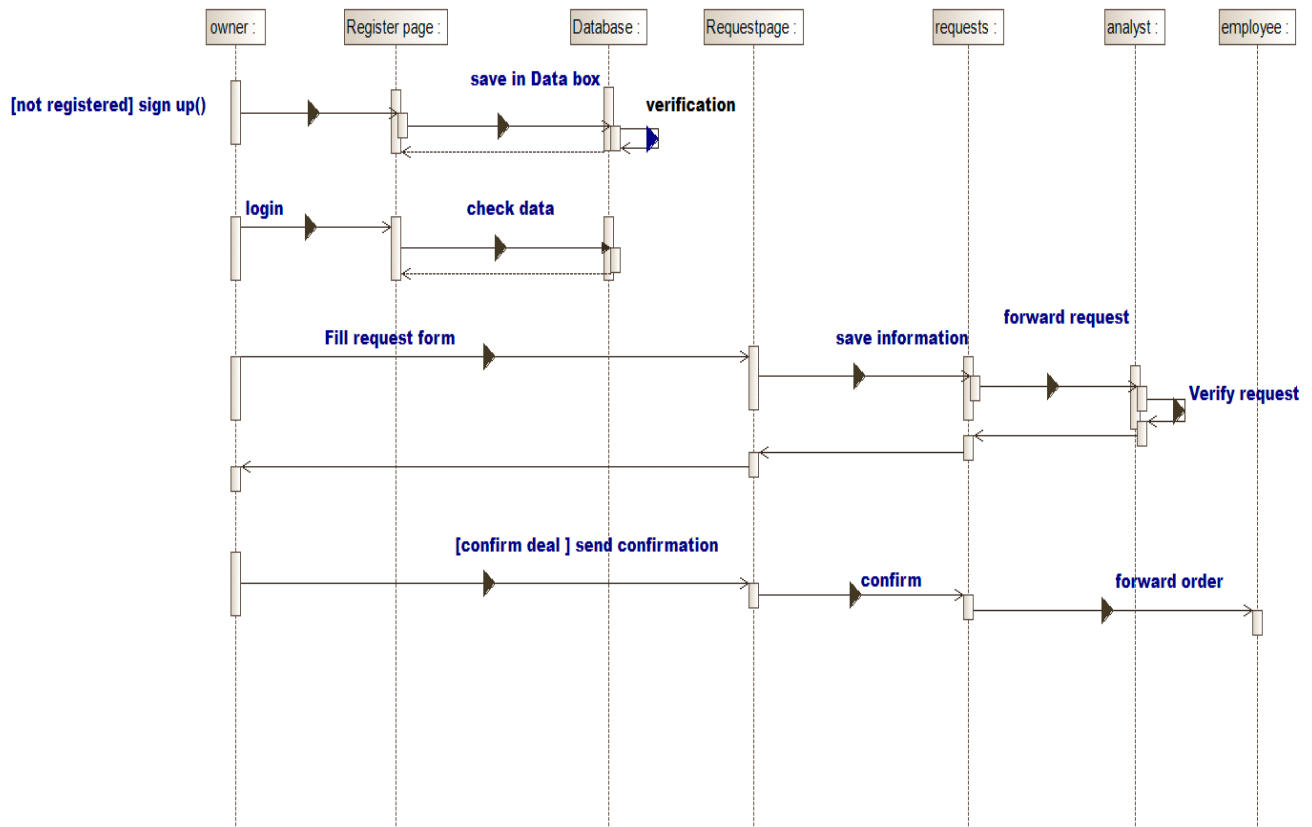 owner :
Register page :
Database :
Requestpage :
requests :
analyst :
employee :
save in Data box
[not registered] sign up()
verification
login
check data
forward request
Fill request form
save information
Verify request
[confirm deal ] send confirmation
confirm
forward order